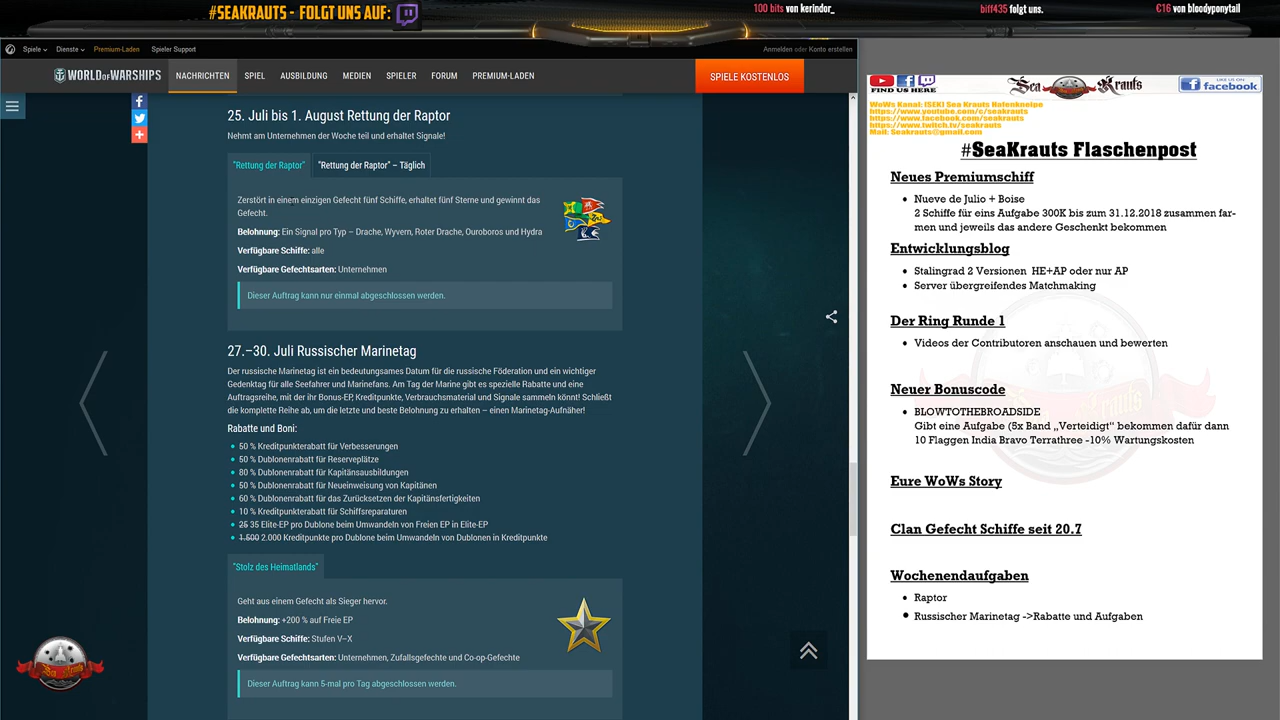 #SEAKRAUTS - FOLGT UNS AUF:
100 bits von kerindor_
biff435 folgt uns.
€16 von bloodyponytail
Spiele
Dienste
Premium-Laden
Spieler Support
Anmelden oder Konto erstellen
WORLD OF WARSHIPS
NACHRICHTEN
SPIEL
AUSBILDUNG
MEDIEN
SPIELER
FORUM
PREMIUM-LADEN
SPIELE KOSTENLOS
25. Juli bis 1. August Rettung der Raptor
Nehmt am Unternehmen der Woche teil und erhaltet Signale!
"Rettung der Raptor"
"Rettung der Raptor" – Täglich
Zerstört in einem einzigen Gefecht fünf Schiffe, erhaltet fünf Sterne und gewinnt das
Gefecht.
Belohnung: Ein Signal pro Typ – Drache, Wyvern, Roter Drache, Ouroboros und Hydra
Verfügbare Schiffe: alle
Verfügbare Gefechtsarten: Unternehmen
Dieser Auftrag kann nur einmal abgeschlossen werden.
27.–30. Juli Russischer Marinetag
Der russische Marinetag ist ein bedeutungsames Datum für die russische Föderation und ein wichtiger
Gedenktag für alle Seefahrer und Marinefans. Am Tag der Marine gibt es spezielle Rabatte und eine
Auftragsreihe, mit der ihr Bonus-EP, Kreditpunkte, Verbrauchsmaterial und Signale sammeln könnt! Schließt
die komplette Reihe ab, um die letzte und beste Belohnung zu erhalten – einen Marinetag-Aufnäher!
Rabatte und Boni:
50 % Kreditpunkterabatt für Verbesserungen
50 % Dublonenrabatt für Reserveplätze
80 % Dublonenrabatt für Kapitänsausbildungen
50 % Dublonenrabatt für Neueinweisung von Kapitänen
60 % Dublonenrabatt für das Zurücksetzen der Kapitänsfertigkeiten
10 % Kreditpunkterabatt für Schiffsreparaturen
25 35 Elite-EP pro Dublone beim Umwandeln von Freien EP in Elite-EP
1.500 2.000 Kreditpunkte pro Dublone beim Umwandeln von Dublonen in Kreditpunkte
"Stolz des Heimatlands"
Geht aus einem Gefecht als Sieger hervor.
Belohnung: +200 % auf Freie EP
Verfügbare Schiffe: Stufen V–X
Verfügbare Gefechtsarten: Unternehmen, Zufallsgefechte und Co-op-Gefechte
Dieser Auftrag kann 5-mal pro Tag abgeschlossen werden.
FIND US HERE
Sea Krauts
LIKE US ON
facebook
WoWs Kanal: ISEKI Sea Krauts Hafenkneipe
https://www.youtube.com/c/seakrauts
https://www.facebook.com/seakrauts
https://www.twitch.tv/seakrauts
Mail: Seakrauts@gmail.com
#SeaKrauts Flaschenpost
Neues Premiumschiff
• Nueve de Julio + Boise
2 Schiffe für eins Aufgabe 300K bis zum 31.12.2018 zusammen far-
men und jeweils das andere Geschenkt bekommen
Entwicklungsblog
• Stalingrad 2 Versionen HE+AP oder nur AP
• Server übergreifendes Matchmaking
Der Ring Runde 1
• Videos der Contributoren anschauen und bewerten
Neuer Bonuscode
• BLOWTOTHEBROADSIDE
Gibt eine Aufgabe (5x Band „Verteidigt“ bekommen dafür dann
10 Flaggen India Bravo Terrathree -10% Wartungskosten
Eure WoWs Story
Clan Gefecht Schiffe seit 20.7
Wochenendaufgaben
• Raptor
• Russischer Marinetag ->Rabatte und Aufgaben
Sea Krauts